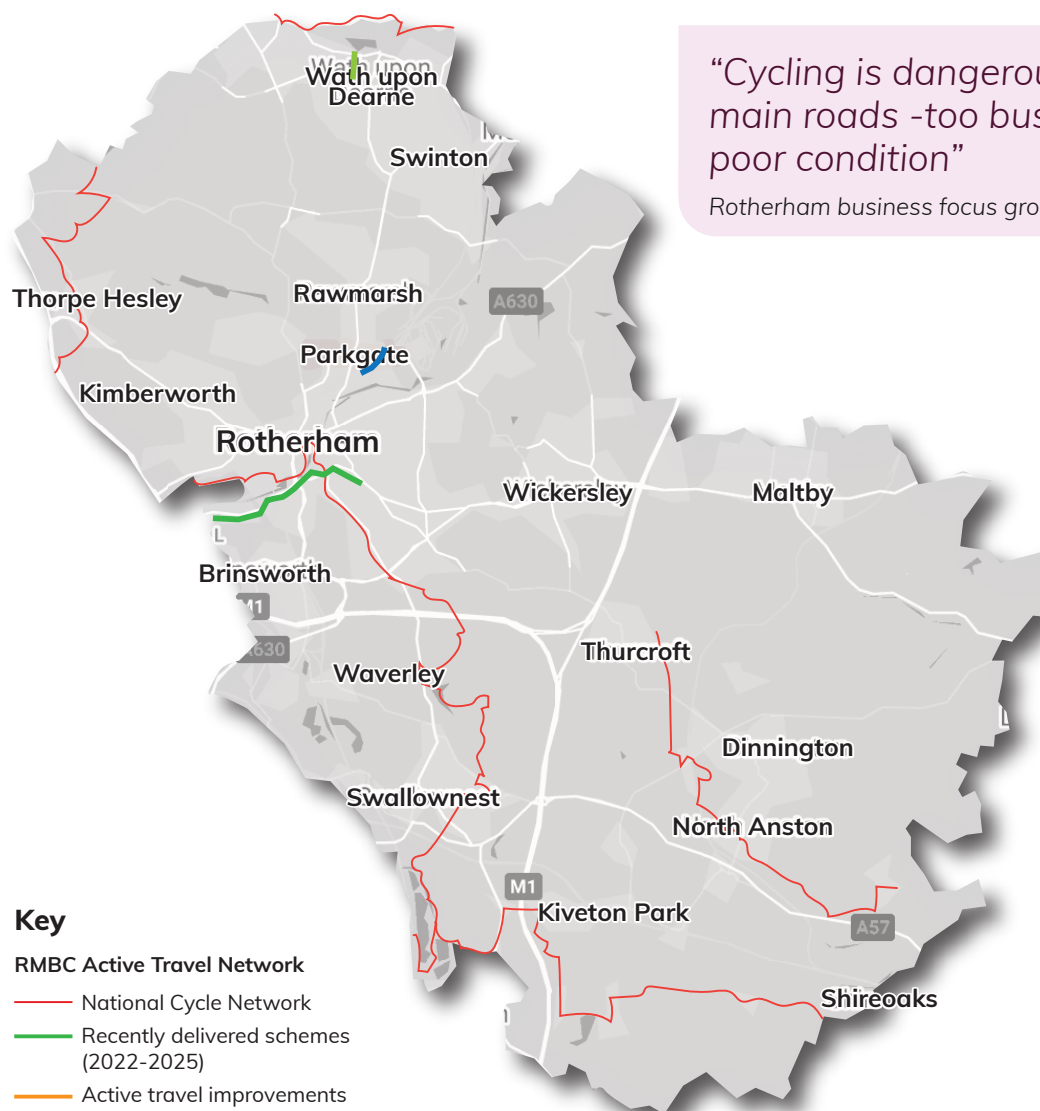 Wath upon
Dearne
Swinton
"Cycling is dangerou
main roads -too bus
poor condition”
Rotherham business focus gro
Thorpe Hesley
Rawmarsh
A630
Parkgate
Kimberworth
Rotherham
Wickersley
Maltby
Brinsworth
M1
A630
Thurcroft
Waverley
Dinnington
Swallownest
North Anston
M1
Kiveton Park
A57
Shireoaks
Key
RMBC Active Travel Network
National Cycle Network
Recently delivered schemes
(2022-2025)
Active travel improvements